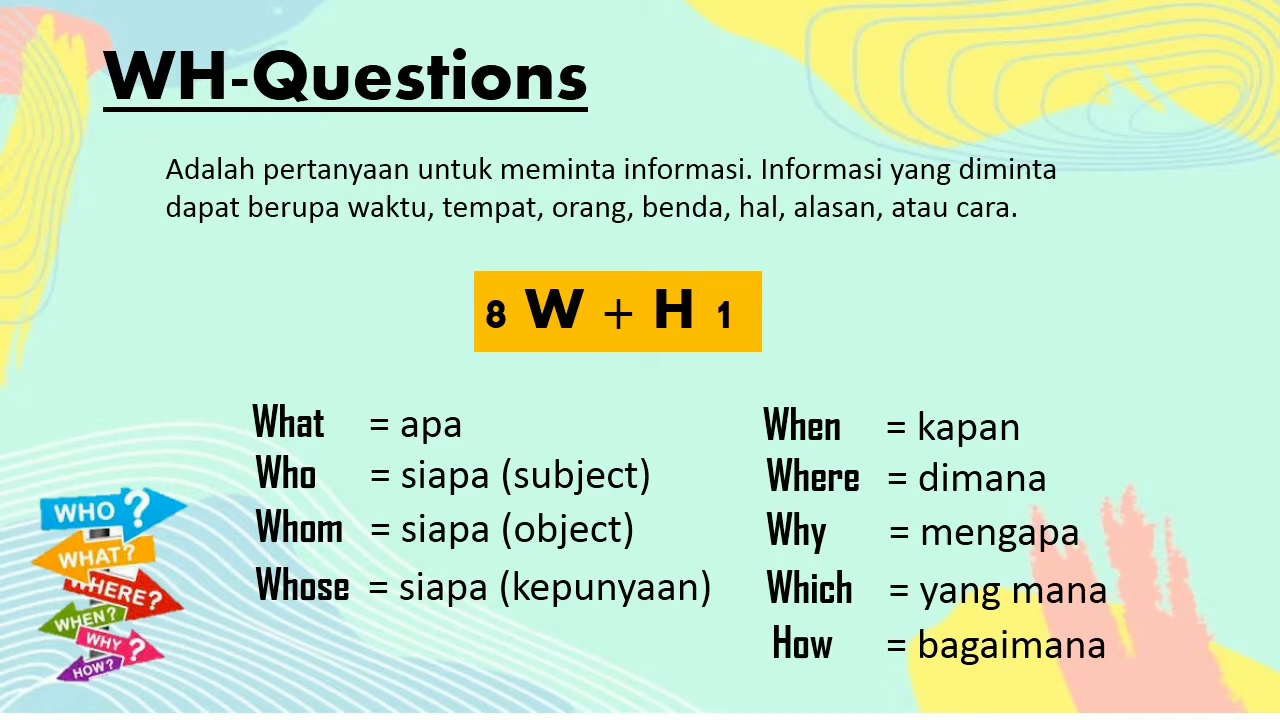 WH-Questions
Adalah pertanyaan untuk meminta informasi. Informasi yang diminta
dapat berupa waktu, tempat, orang, benda, hal, alasan, atau cara.
8 W + H 1
What = apa
Who = siapa (subject)
Whom = siapa (object)
Whose = siapa (kepunyaan)
When = kapan
Where = dimana
Why = mengapa
Which = yang mana
How = bagaimana
WHO ?
WHAT?
WHERE?
WHEN?
WHY ?
HOW?